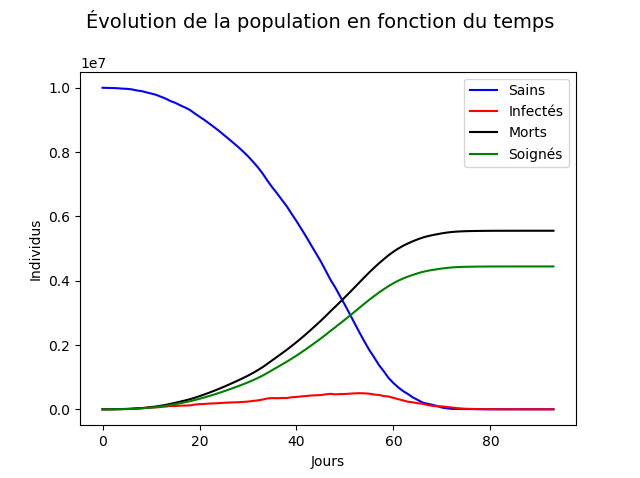 Évolution de la population en fonction du temps
1e7
1.0
0.8
0.6
0.4
0.2
0.0
Individus
0 20 40 60 80
Jours
Sains
Infectés
Morts
Soignés